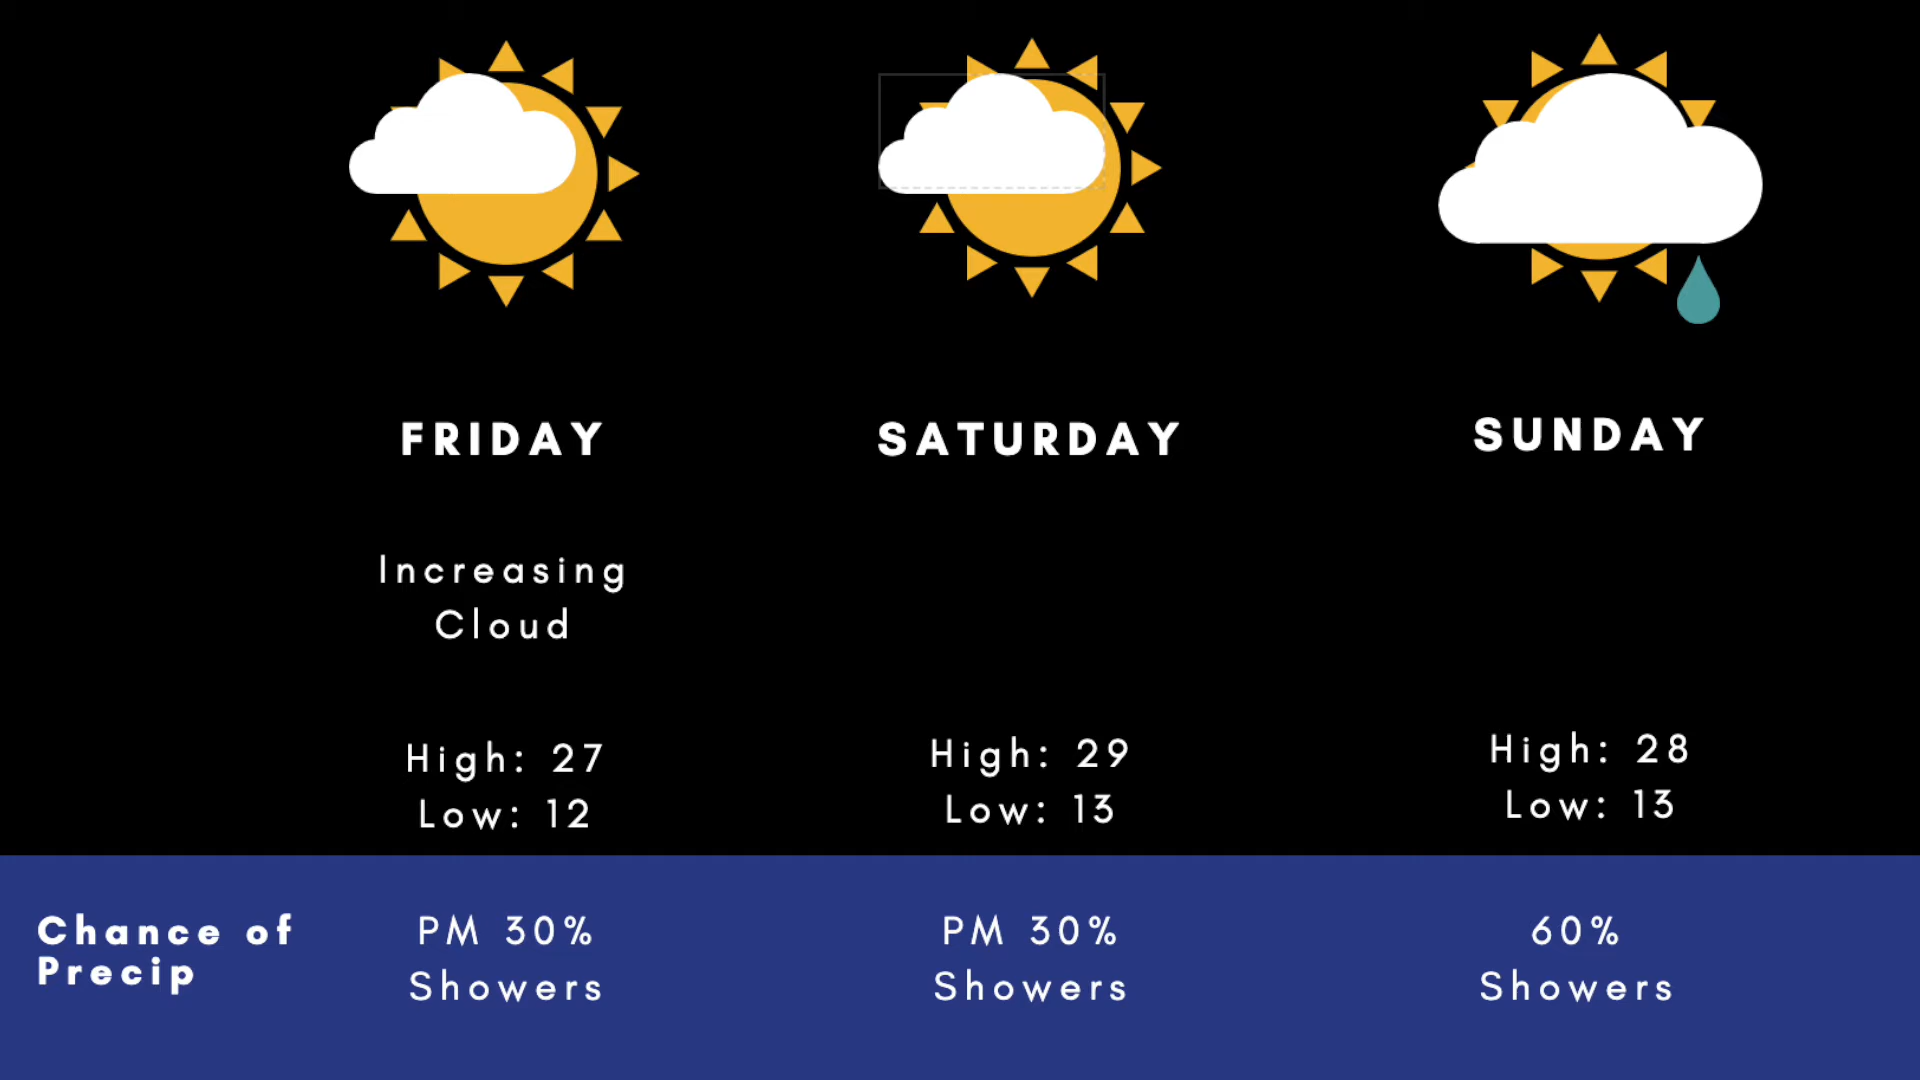 FRIDAY
Increasing
Cloud
High: 27
Low: 12
SATURDAY
High: 29
Low: 13
SUNDAY
High: 28
Low: 13
Chance of
Precip
PM 30%
Showers
PM 30%
Showers
60%
Showers